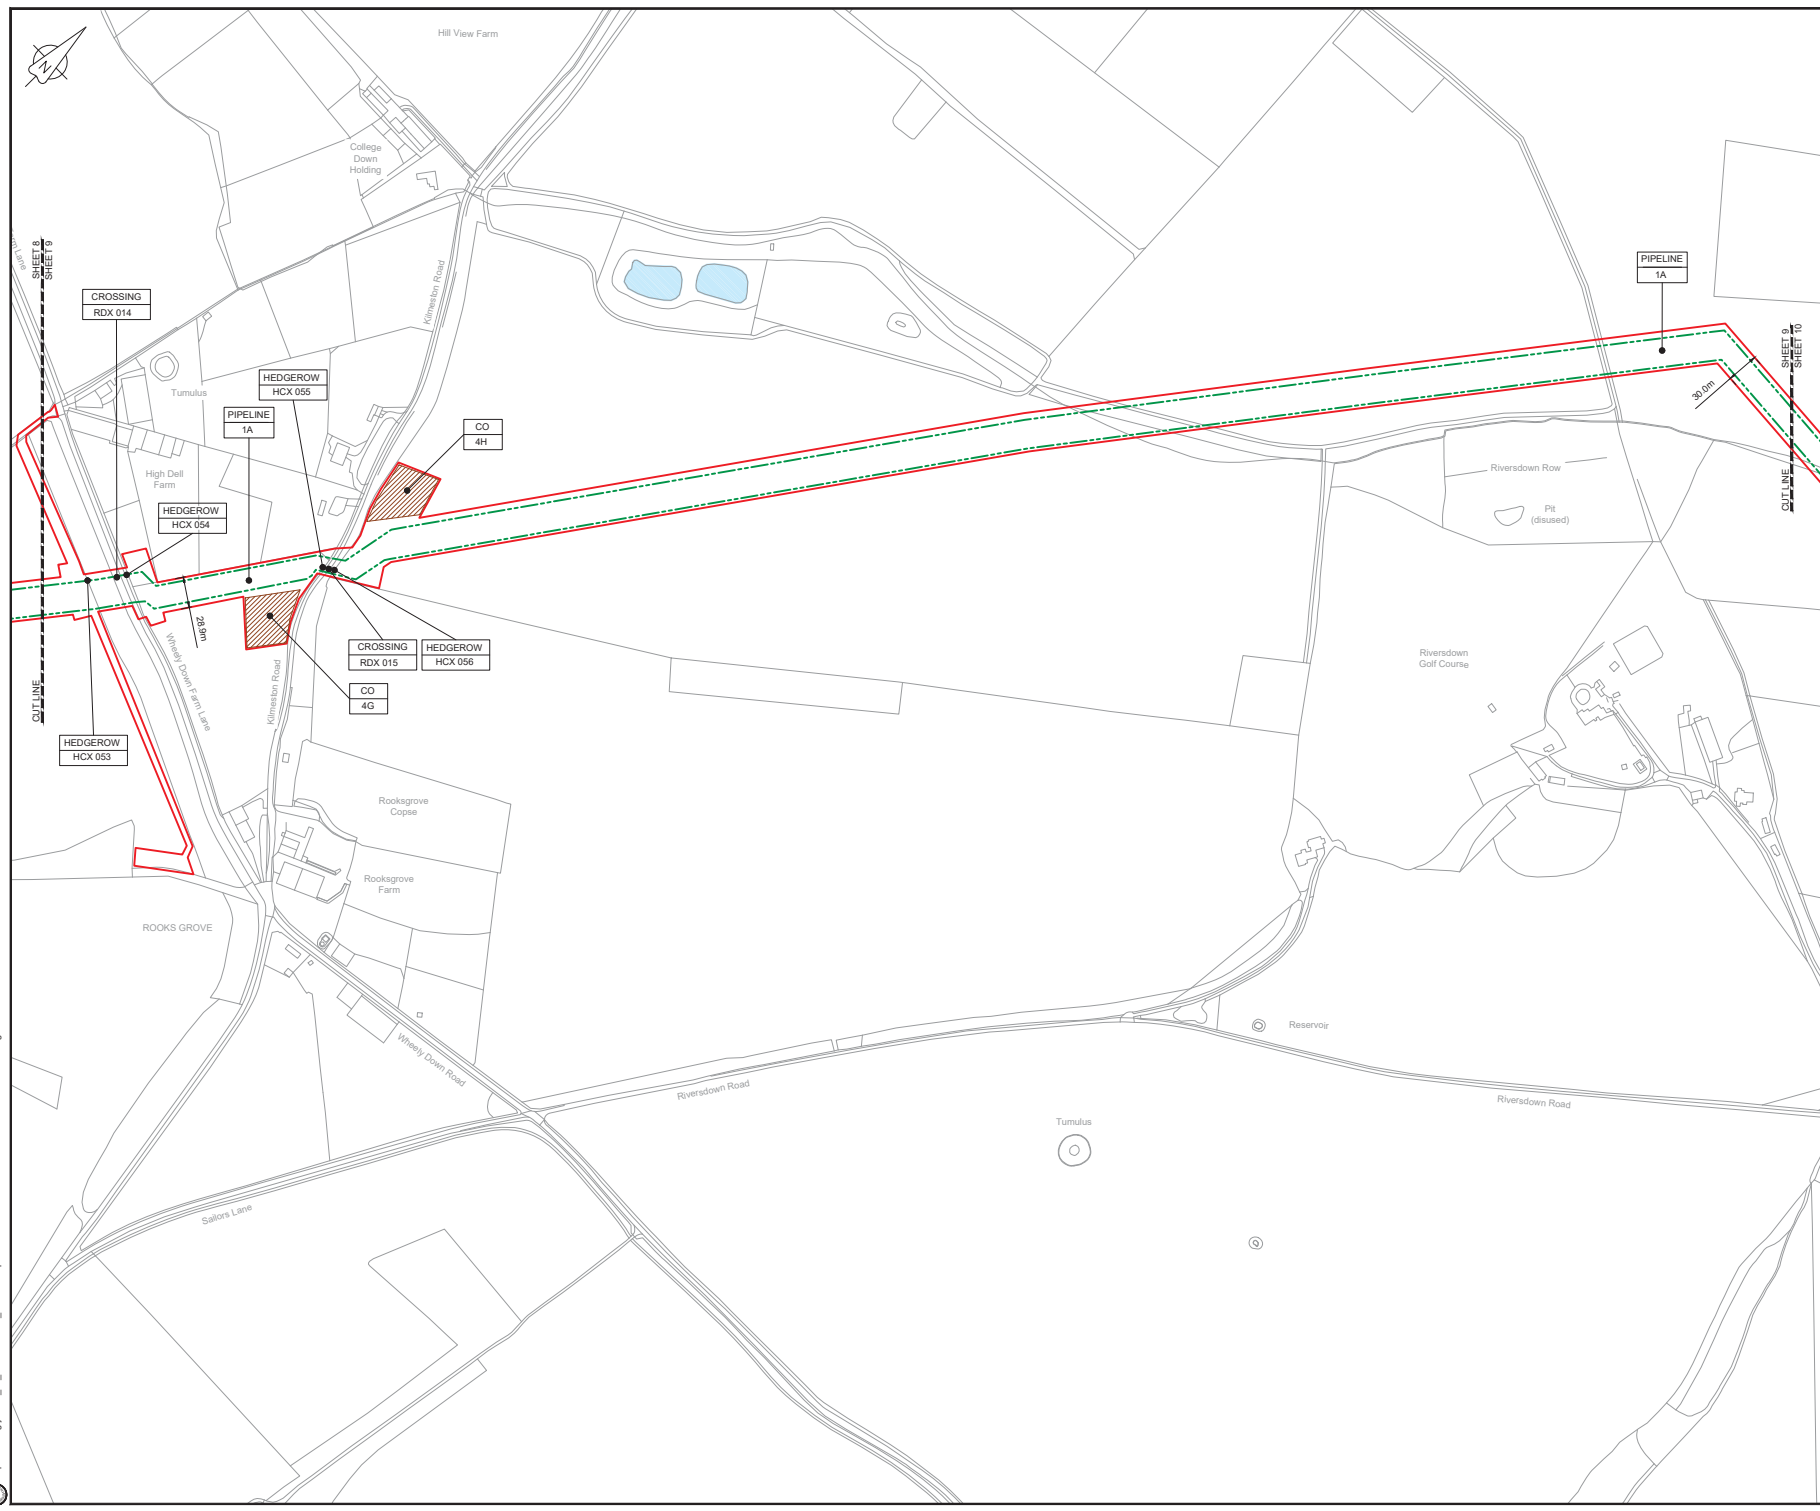 Hill View Farm
N
College
Down
Holding
Kilmeston Road
SHEET 8
SHEET 9
CROSSING
RDX 014
PIPELINE
1A
SHEET 9
SHEET 10
30.0m
CUT LINE
HEDGEROW
HCX 055
Tumulus
PIPELINE
1A
CO
4H
High Dell
Farm
HEDGEROW
HCX 054
Riversdown Row
Pit
(disused)
28.9m
CROSSING
RDX 015
HEDGEROW
HCX 056
CO
4G
Wheely Down Farm Lane
Kilmeston Road
CUT LINE
HEDGEROW
HCX 053
Riversdown
Golf Course
Rooksgrove
Copse
Rooksgrove
Farm
ROOKS GROVE
Wheely Down Road
Reservoir
Riversdown Road
Riversdown Road
Tumulus
Sailors Lane